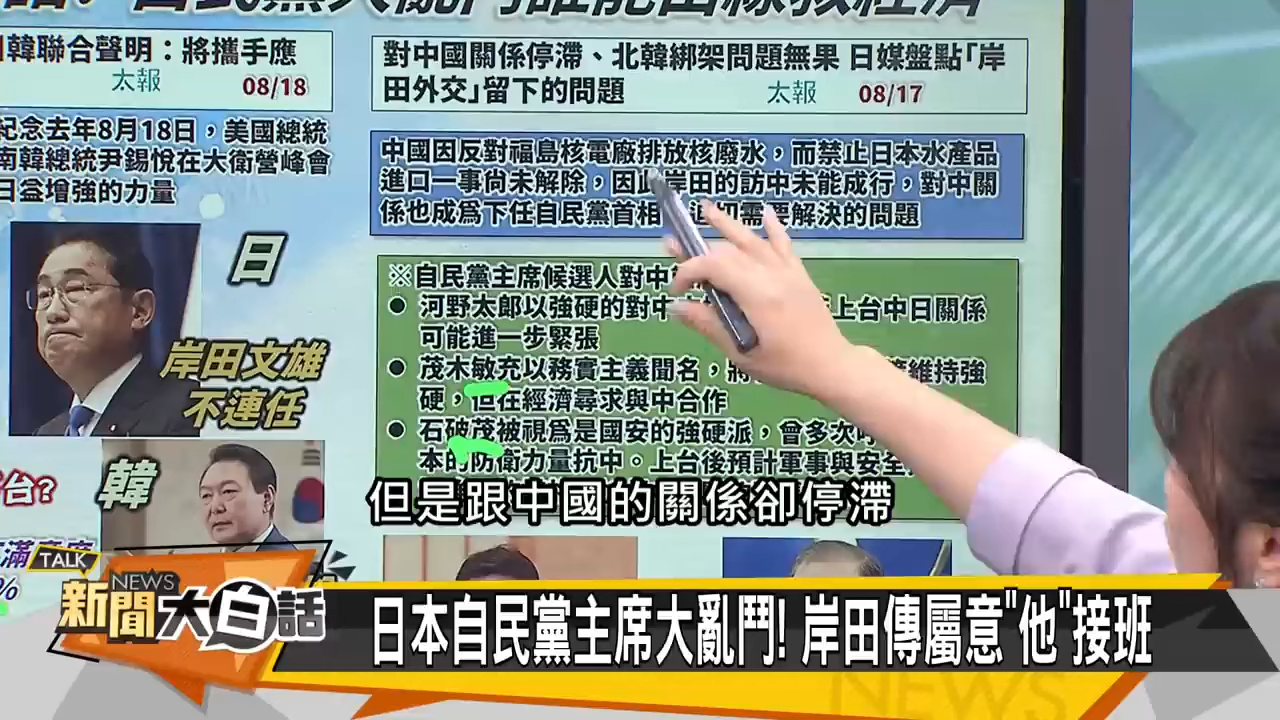 韓聯合聲明：將攜手應
太報 08/18
紀念去年8月18日，美國總統
南韓總統尹錫悅在大衛營峰會
日益增強的力量
日
岸田文雄
不連任
韓
台?
%
對中國關係停滯、北韓綁架問題無果 日媒盤點「岸
田外交」留下的問題
太報 08/17
中國因反對福島核電廠排放核廢水，而禁止日本水產品
進口一事尚未解除，因此岸田的訪中未能成行，對中關
係也成為下任自民黨首相 迫切需要解決的問題
※自民黨主席候選人對中
河野太郎以強硬的對中 上台中日關係
可能進一步緊張
茂木敏充以務實主義聞名，將 維持強
硬，但在經濟尋求與中合作
石破茂被視為是國安的強硬派，曾多次
本的防衛力量抗中。上台後預計軍事與安全
但是跟中國的關係卻停滯
TALK
NEWS
新聞大白話
日本自民黨主席大亂鬥! 岸田傳屬意"他"接班
NEWS